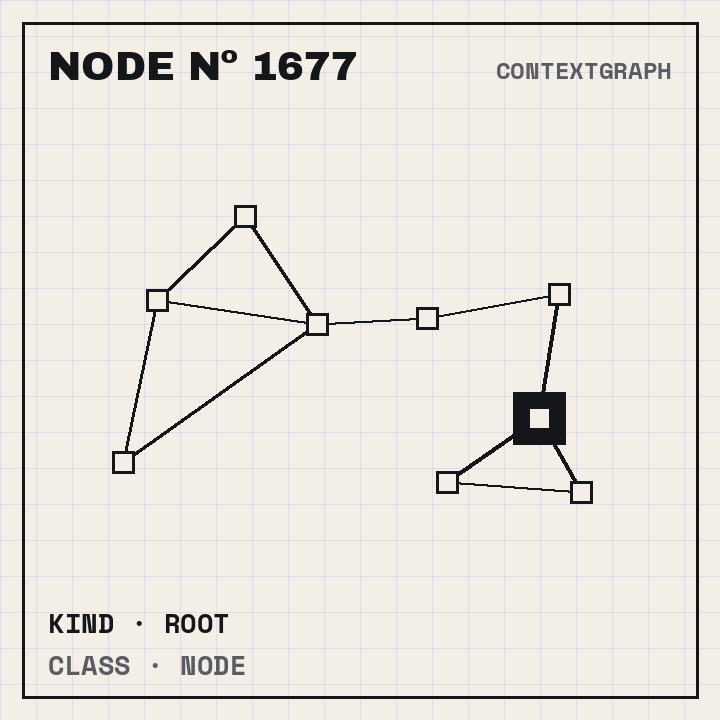 NODE Nº 1677
CONTEXTGRAPH
KIND · ROOT
CLASS · NODE